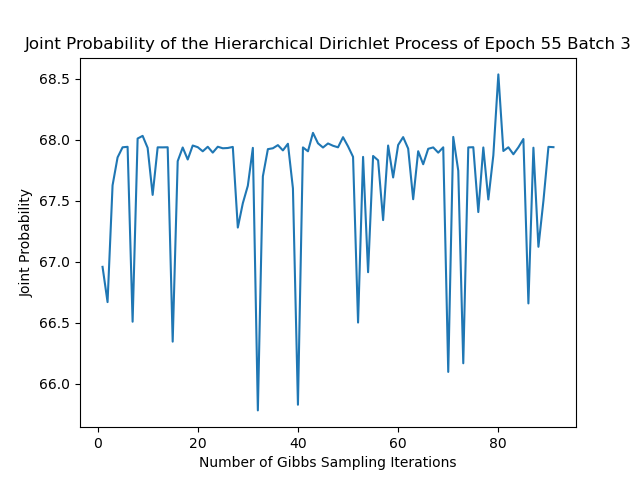 Joint Probability of the Hierarchical Dirichlet Process of Epoch 55 Batch 3
68.5
68.0
67.5
67.0
66.5
66.0
Joint Probability
0 20 40 60 80
Number of Gibbs Sampling Iterations